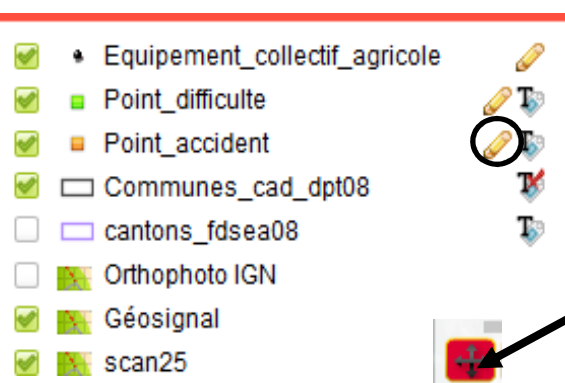 Equipement_collectif_agricole
Point_difficulte
Point_accident
Communes_cad_dpt08
cantons_fdsea08
Orthophoto IGN
Géosignal
scan25